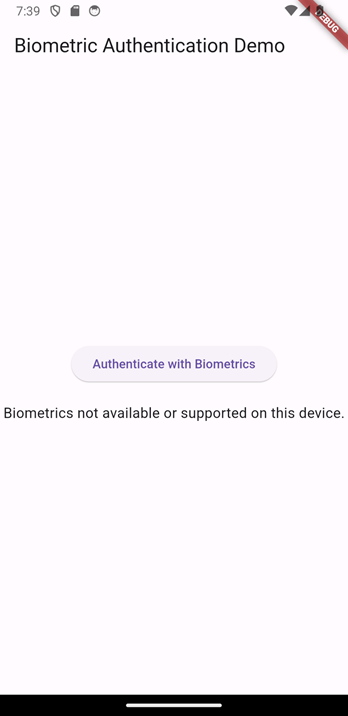 7:39
DEBUG
Biometric Authentication Demo
Authenticate with Biometrics
Biometrics not available or supported on this device.